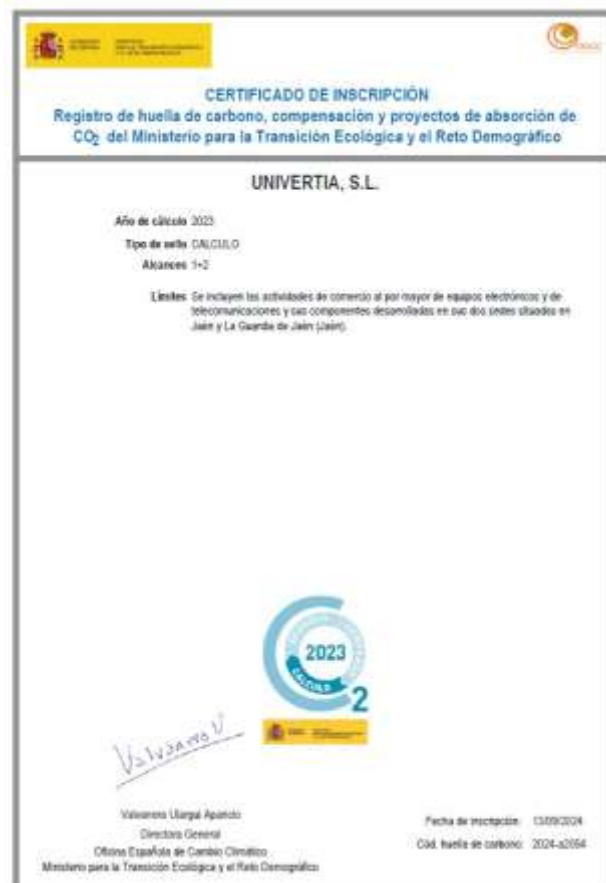 CERTIFICADO DE INSCRIPCIÓN
Registro de huella de carbono, compensación y proyectos de absorción de
CO2 del Ministerio para la Transición Ecológica y el Reto Demográfico
UNIVERTIA, S.L.
Año de cálculo 2023
Tipo de sello CALCULO
Alcances 1+2
Límites Se incluyen las actividades de comercio al por mayor de equipos electrónicos y de
telecomunicaciones y sus componentes desarrolladas en sus dos sedes situadas en
Jaén y La Guardia de Jaén (Jaén).
2023
CALCULO
2
Valvanera U
Valvanera Ulargui Aparicio
Directora General
Oficina Española de Cambio Climático
Ministerio para la Transición Ecológica y el Reto Demográfico
Fecha de inscripción: 13/09/2024
Cód. huella de carbono: 2024-a2054